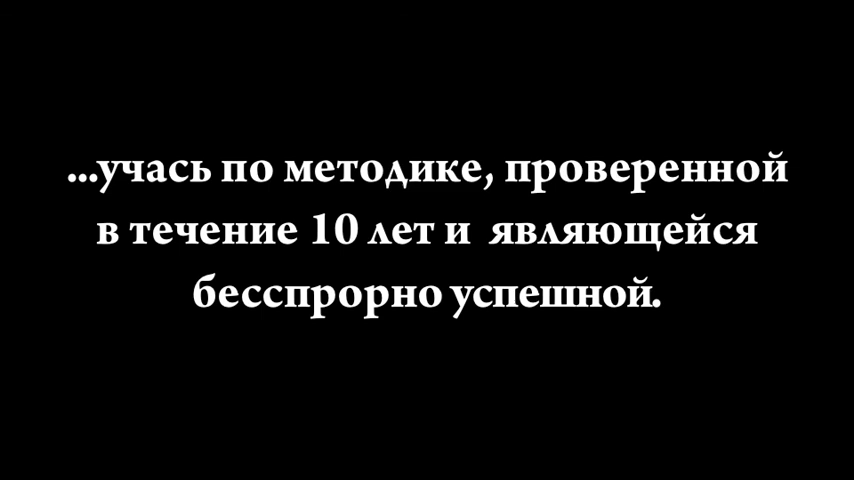 ...учась по методике, проверенной
в течение 10 лет и  являющейся
бесспрорно успешной.